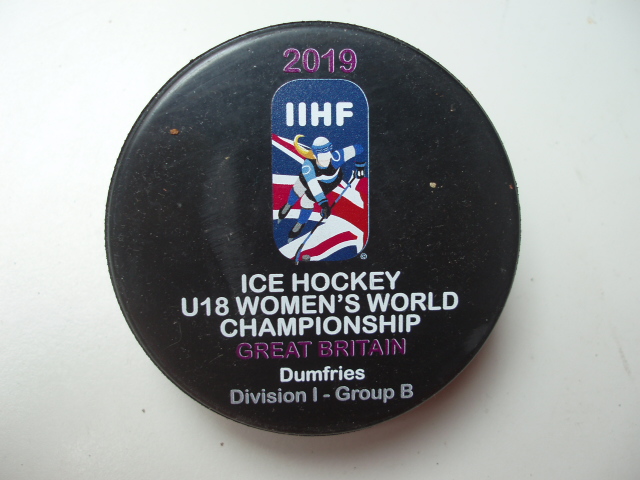 2019
IIHF
ICE HOCKEY
U18 WOMEN'S WORLD
CHAMPIONSHIP
GREAT BRITAIN
Dumfries
Division I - Group B